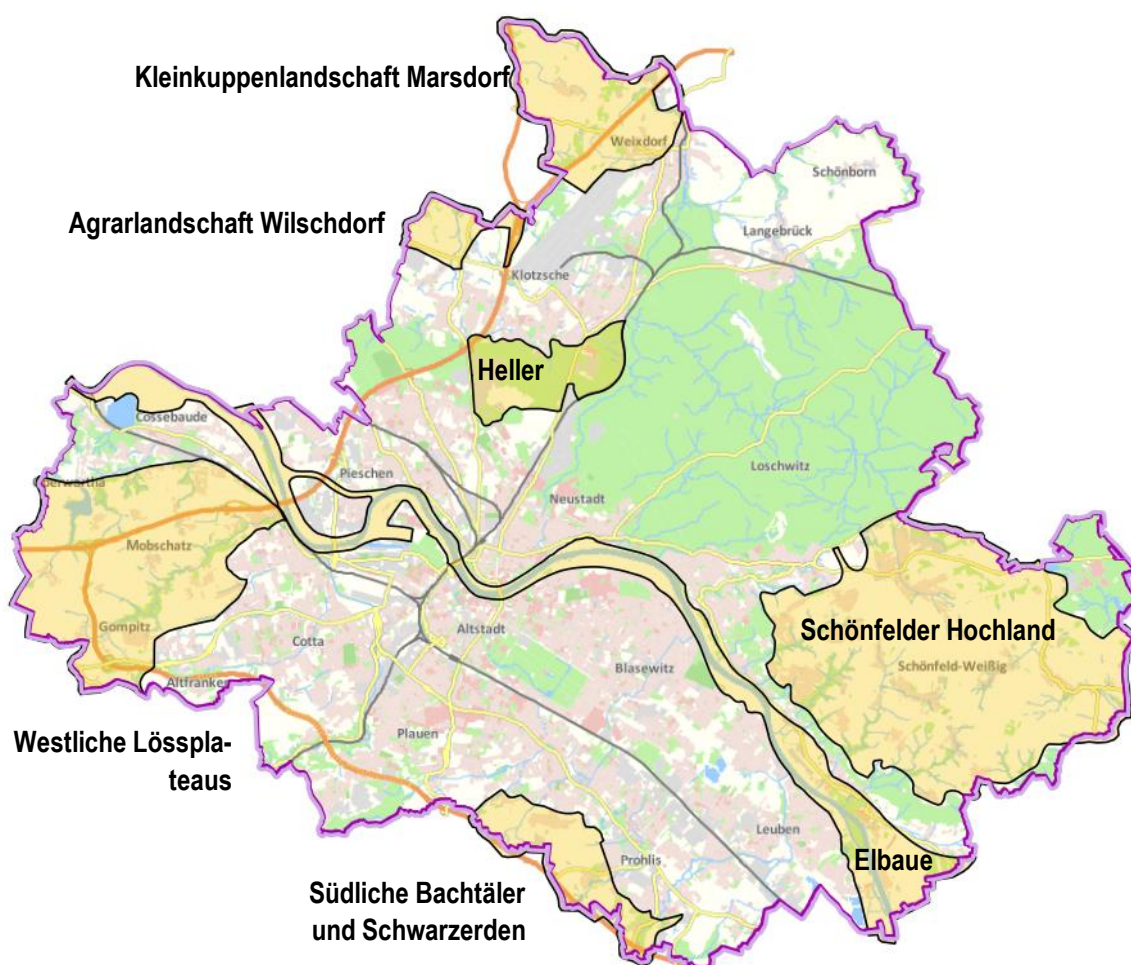 Kleinkuppenlandschaft Marsdorf
Weixdorf
Schönborn
Agrarlandschaft Wilschdorf
Langebrück
Klotzsche
Heller
Cossebaude
Loschwitz
Pieschen
Neustadt
Mobschatz
Gompitz
Cotta
Altstadt
Schönfelder Hochland
Blasewitz
Schönfeld-Weißig
Altfranken
Plauen
Westliche Lösspla-
teaus
Leuben
Elbaue
Prohlis
Südliche Bachtäler
und Schwarzerden